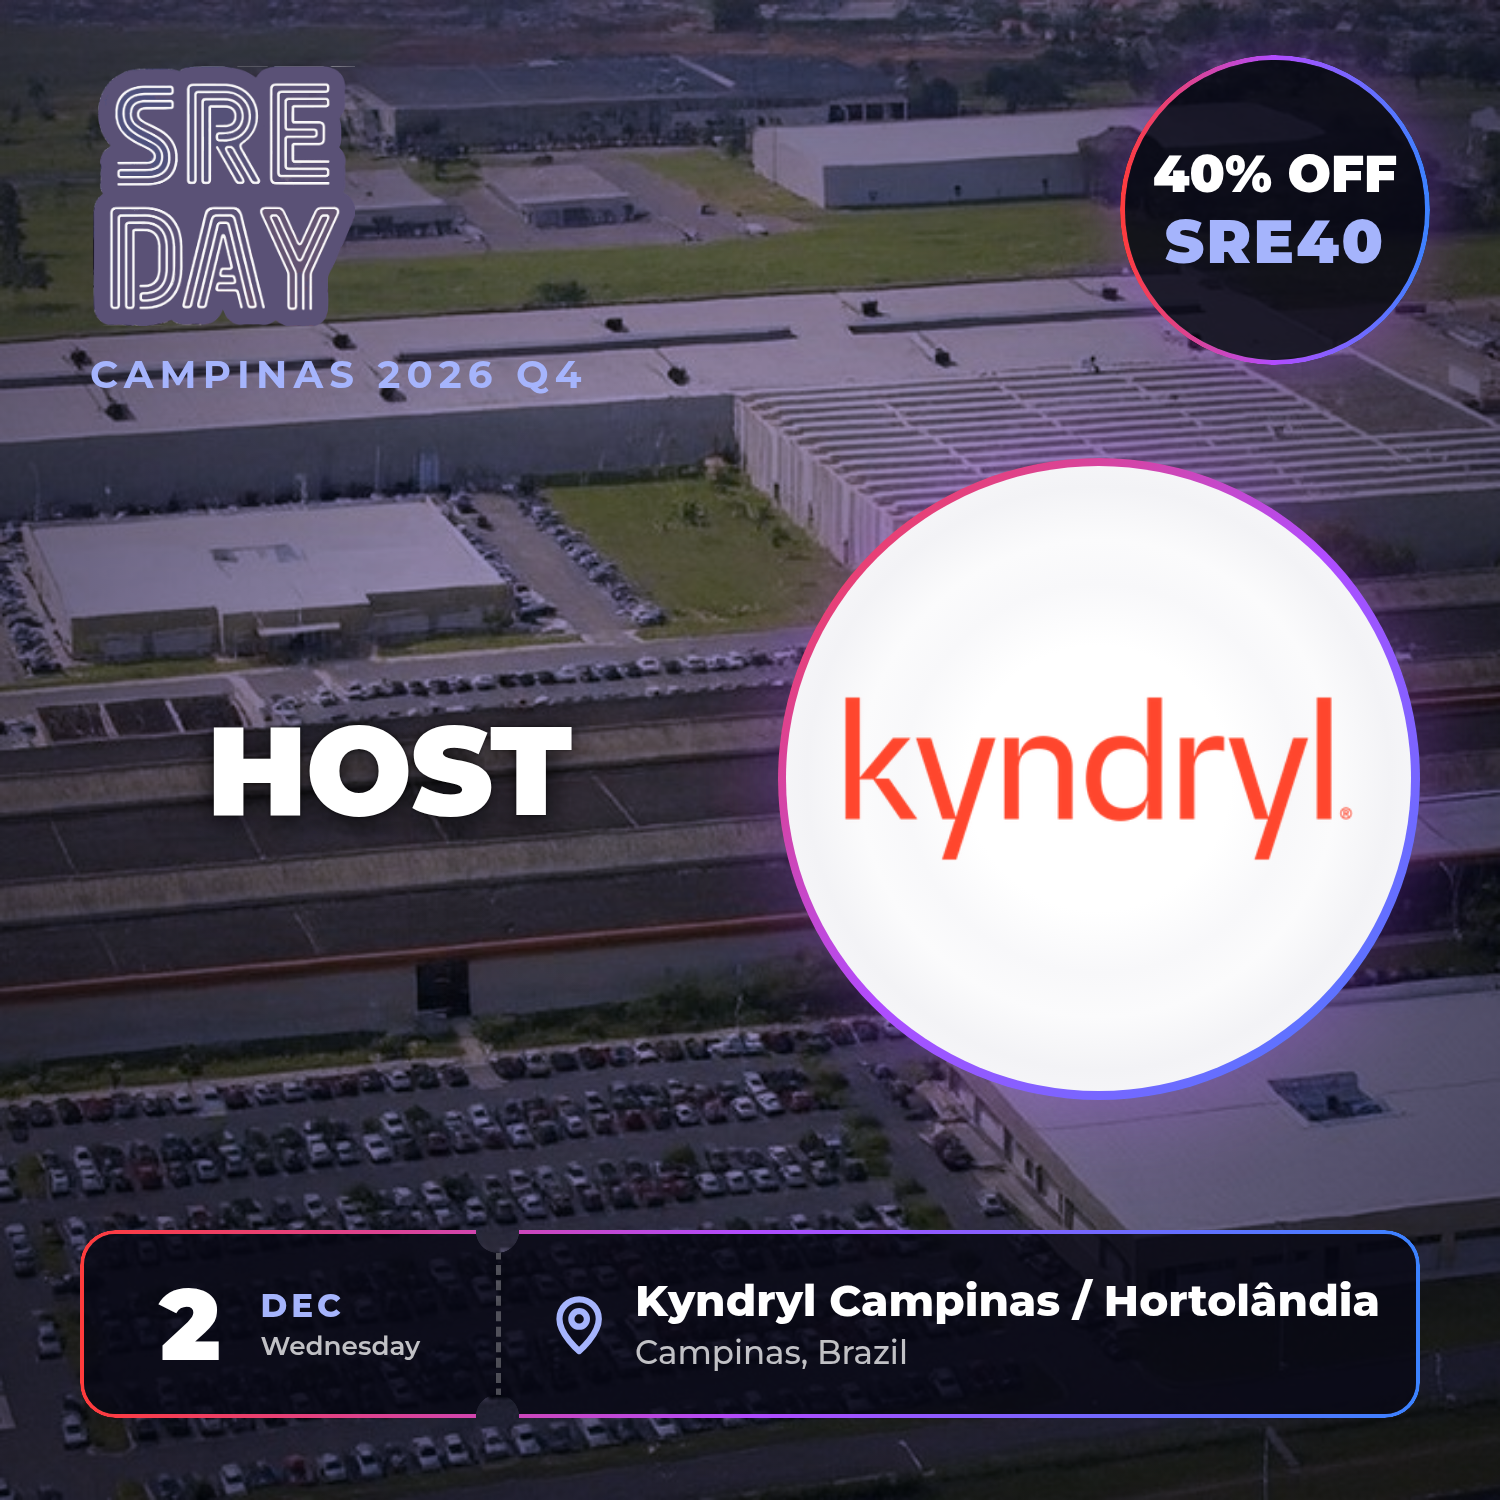 SRE
DAY
CAMPINAS 2026 Q4
40% OFF
SRE40
HOST
kyndryl®
2
DEC
Wednesday
Kyndryl Campinas / Hortolândia
Campinas, Brazil